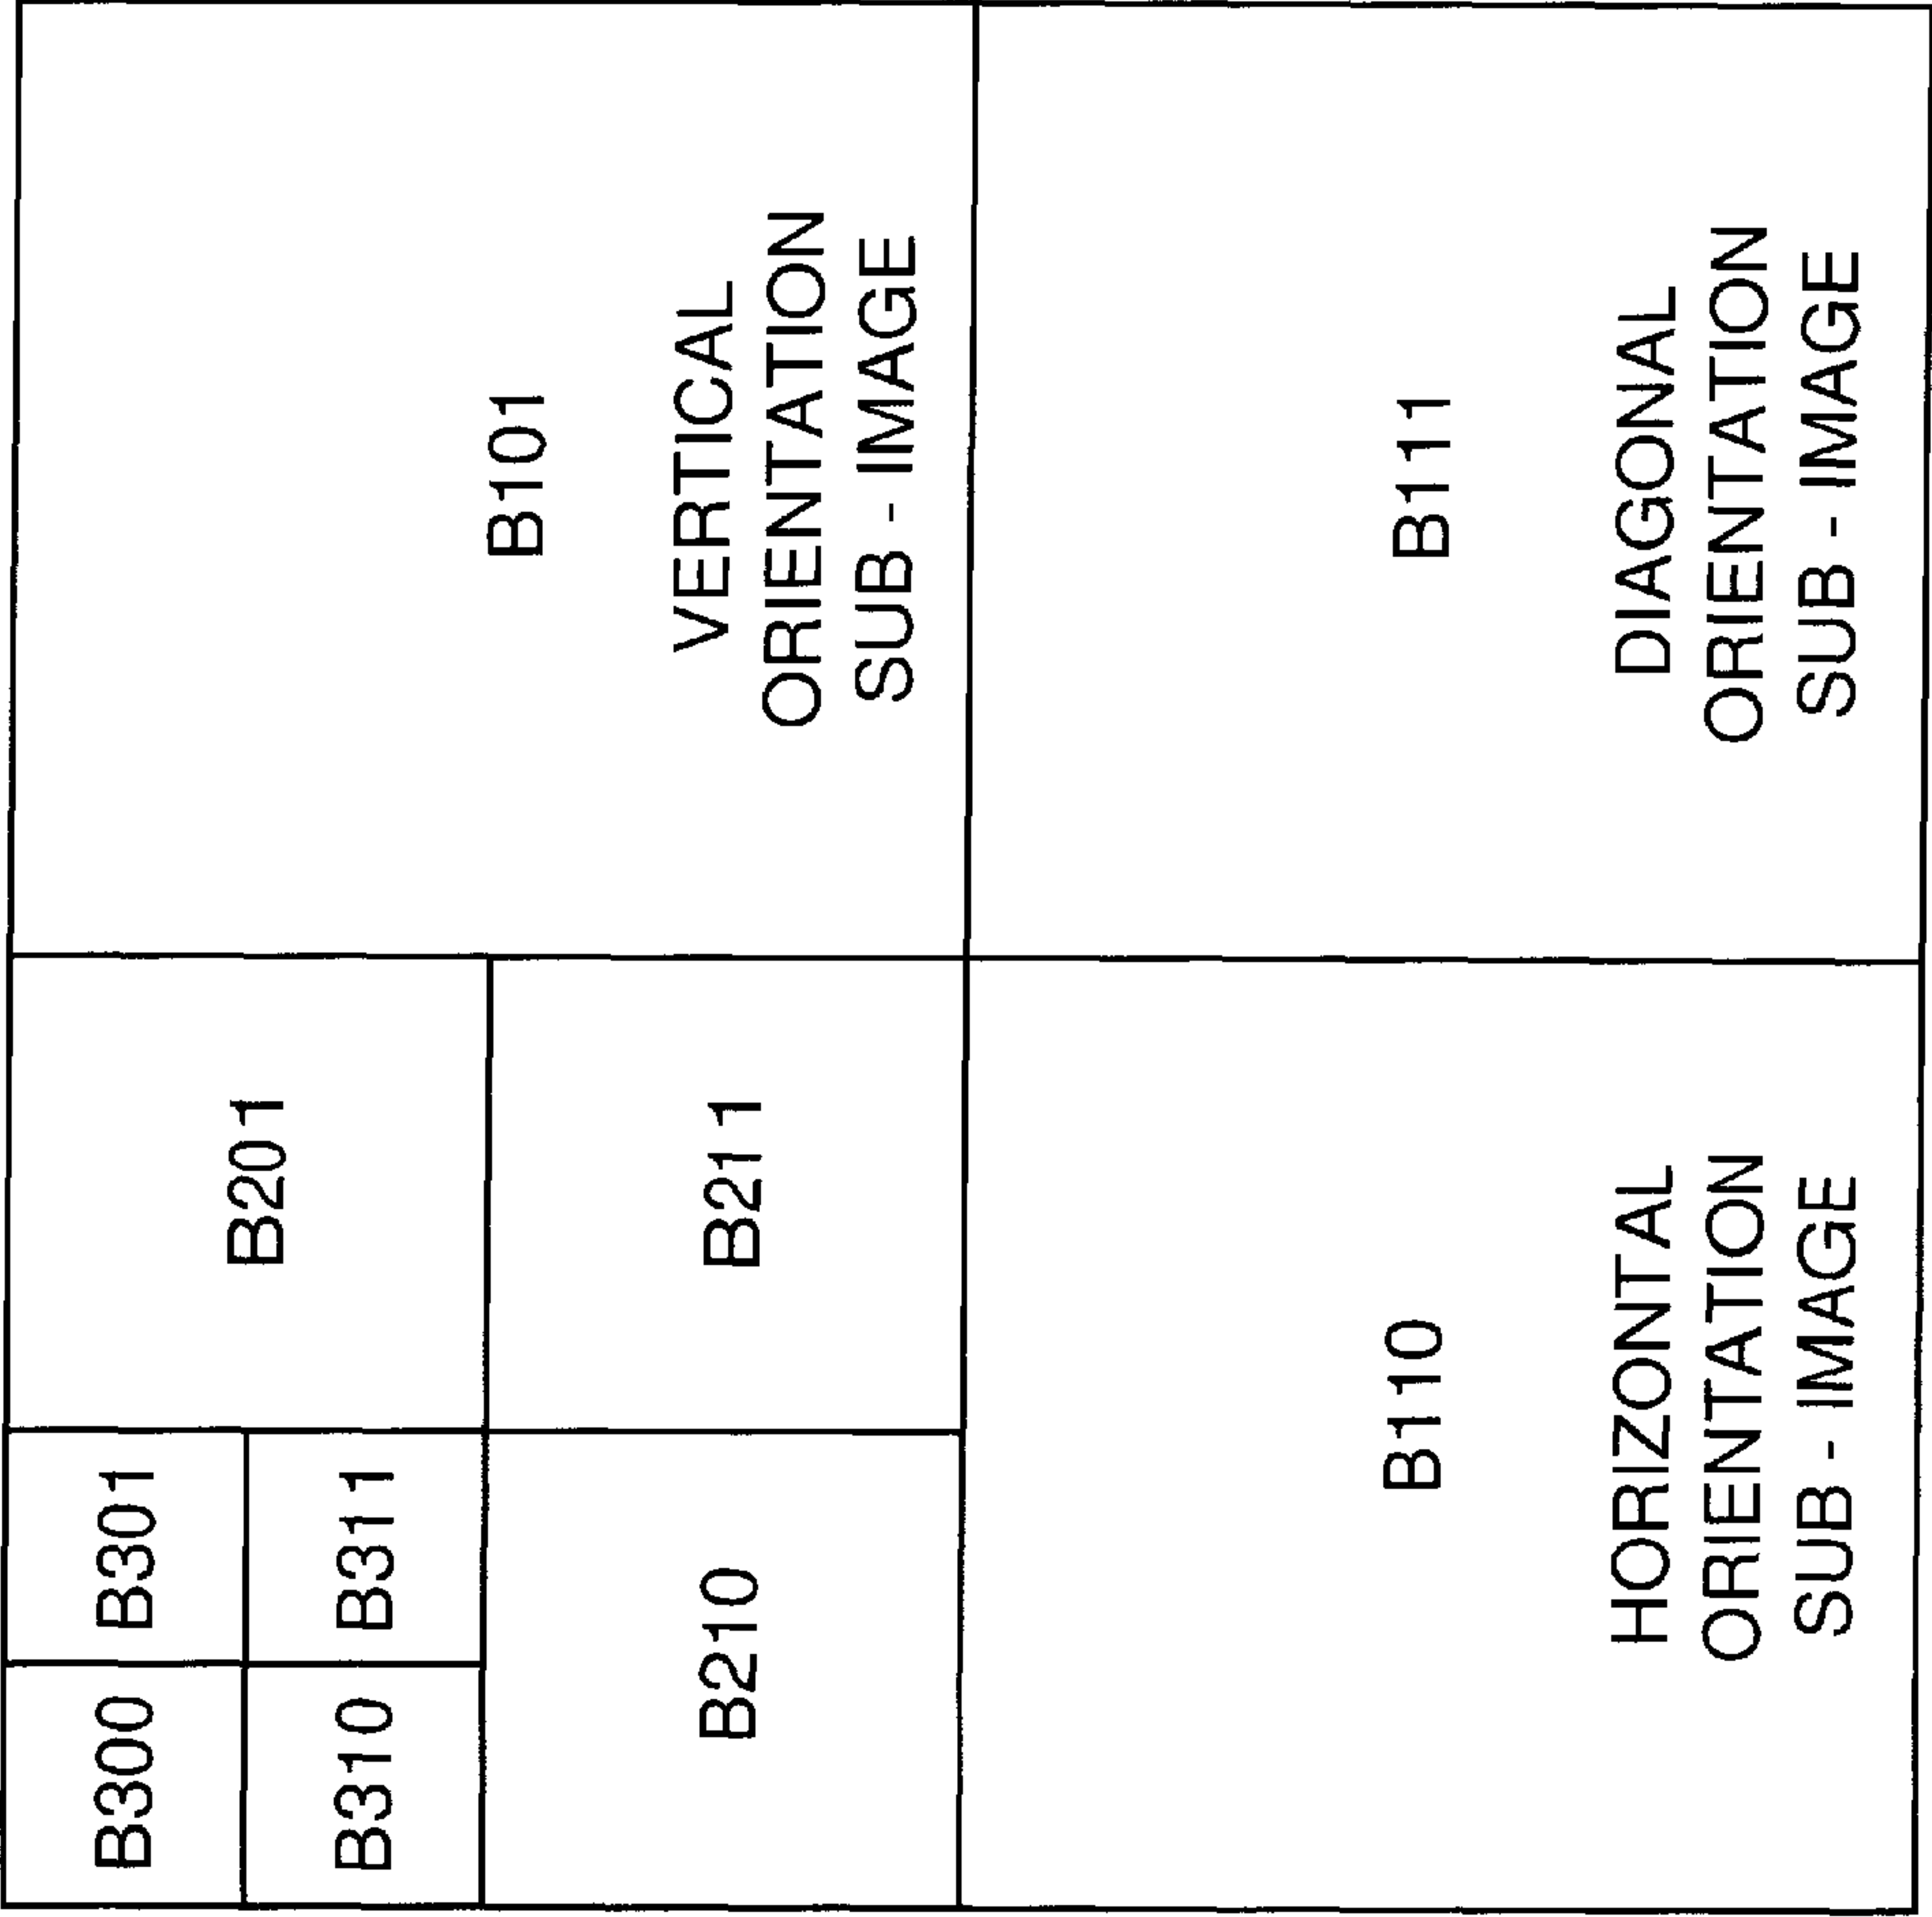 B300 B301
B201
B101
B310 B311
B210
B211
VERTICAL
ORIENTATION
SUB - IMAGE
B110
B111
HORIZONTAL
ORIENTATION
SUB - IMAGE
DIAGONAL
ORIENTATION
SUB - IMAGE